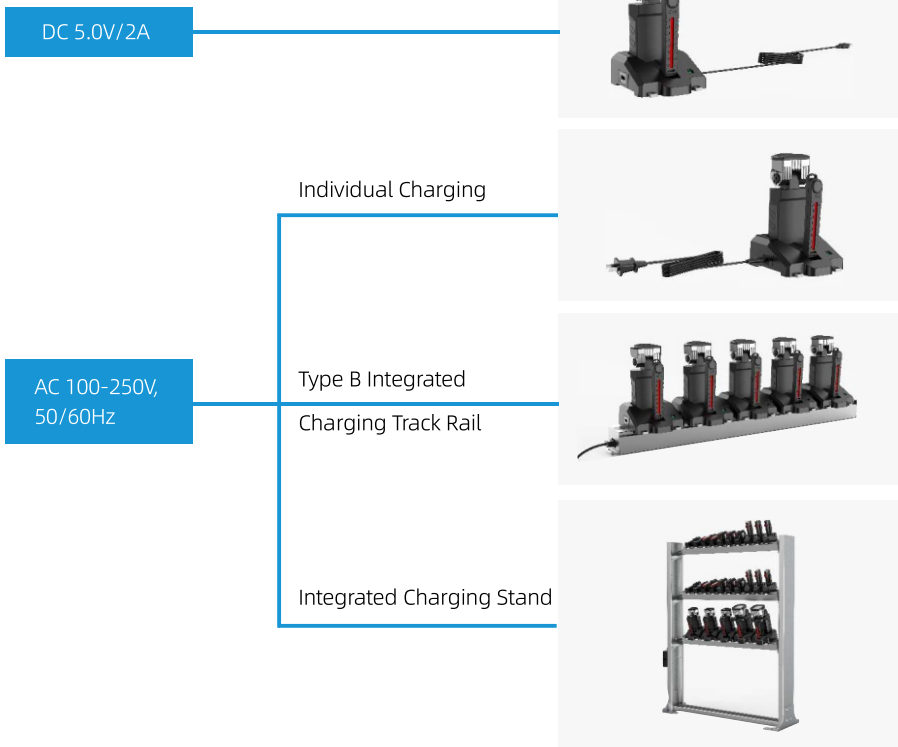 DC 5.0V/2A
Individual Charging
AC 100-250V,
50/60Hz
Type B Integrated
Charging Track Rail
Integrated Charging Stand